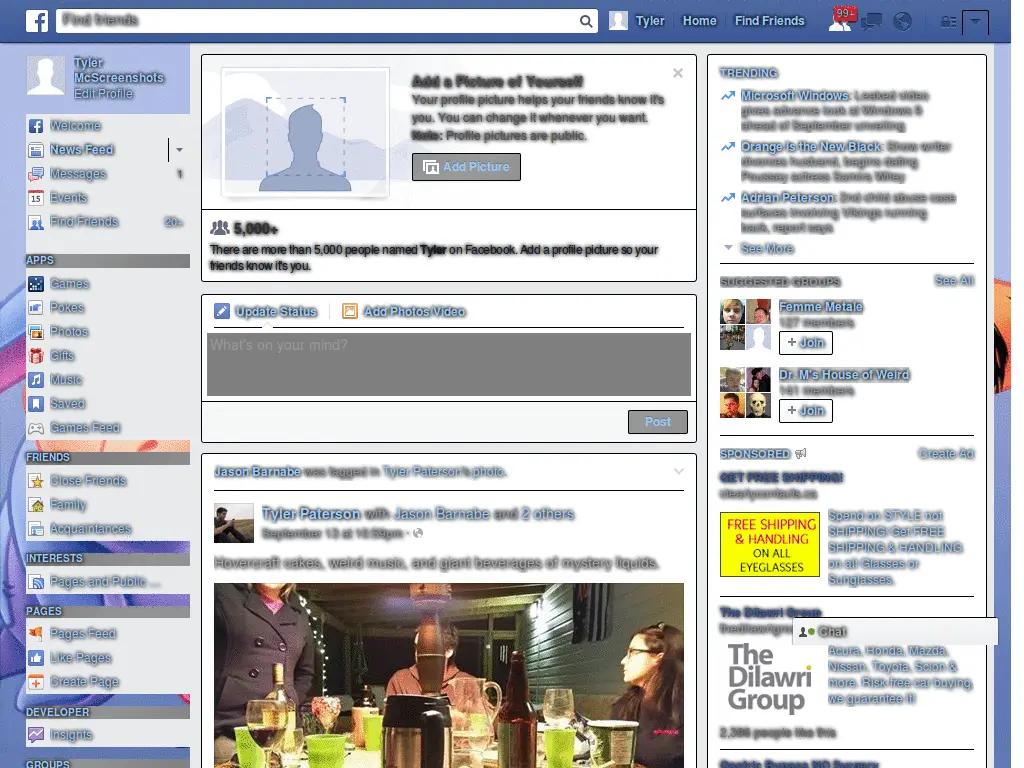 Find friends
Tyler
Home
Find Friends
99+
Tyler
McScreenshots
Edit Profile
Welcome
News Feed
Messages 1
15 Events
Find Friends 20+
APPS
Games
Pokes
Photos
Gifts
Music
Saved
Games Feed
FRIENDS
Close Friends
Family
Acquaintances
INTERESTS
Pages and Public ...
PAGES
Pages Feed
Like Pages
Create Page
DEVELOPER
Insights
GROUPS
Add a Picture of Yourself
Your profile picture helps your friends know it's
you. You can change it whenever you want.
Note: Profile pictures are public.
Add Picture
5,000+
There are more than 5,000 people named Tyler on Facebook. Add a profile picture so your
friends know it's you.
Update Status
Add Photos/Video
What's on your mind?
Post
Jason Barnabe was tagged in Tyler Paterson's photo.
Tyler Paterson with Jason Barnabe and 2 others
September 13 at 10:59pm ·
Hovercraft cakes, weird music, and giant beverages of mystery liquids.
TRENDING
Microsoft Windows: Leaked video
gives advance look at Windows 9
ahead of September unveiling
Orange Is the New Black: Show writer
divorces husband, begins dating
Poussey actress Samira Wiley
Adrian Peterson: 2nd child abuse case
surfaces involving Vikings running
back, report says
See More
SUGGESTED GROUPS See All
Femme Metale
127 members
+ Join
Dr. M's House of Weird
141 members
+ Join
SPONSORED Create Ad
GET FREE SHIPPING!
clearlycontacts.ca
FREE SHIPPING
& HANDLING
ON ALL
EYEGLASSES
Spend on STYLE not
SHIPPING. Get FREE
SHIPPING & HANDLING
on all Glasses or
Sunglasses.
The Dilawri Group
Chat
The
Dilawri
Group
Acura, Honda, Mazda,
Nissan, Toyota, Scion &
more. Risk free car buying,
we guarantee it!
2,386 people like this